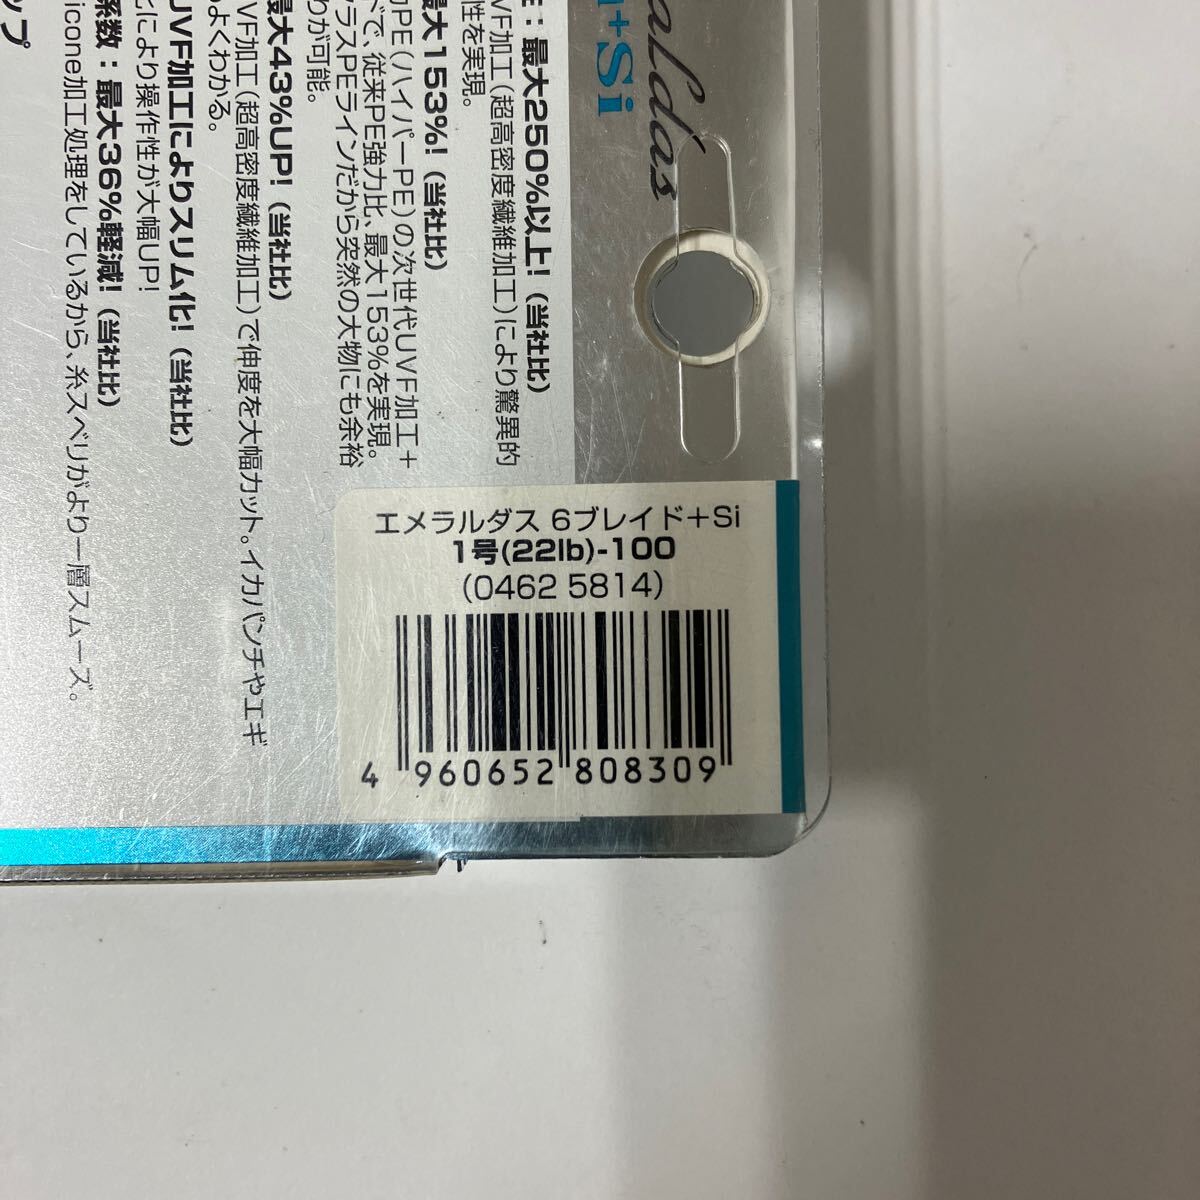 aldas
+Si
：最大250%以上！(当社比)
VF加工(超高密度繊維加工)により驚異的
性を実現。
最大153%！(当社比)
PE(ハイパーPE)の次世代UVF加工＋
で、従来PE強力比、最大153%を実現。
クラスPEラインだから突然の大物にも余裕
りが可能。
最大43%UP！(当社比)
VF加工(超高密度繊維加工)で伸度を大幅カット。イカパンチやエギ
よくわかる。
UVF加工によりスリム化！(当社比)
により操作性が大幅UP！
系数：最大36%軽減！(当社比)
icone加工処理をしているから、糸スベリがより一層スムーズ。
ップ
エメラルダス 6ブレイド＋Si
1号(22lb)-100
(0462 5814)
4 960652 808309